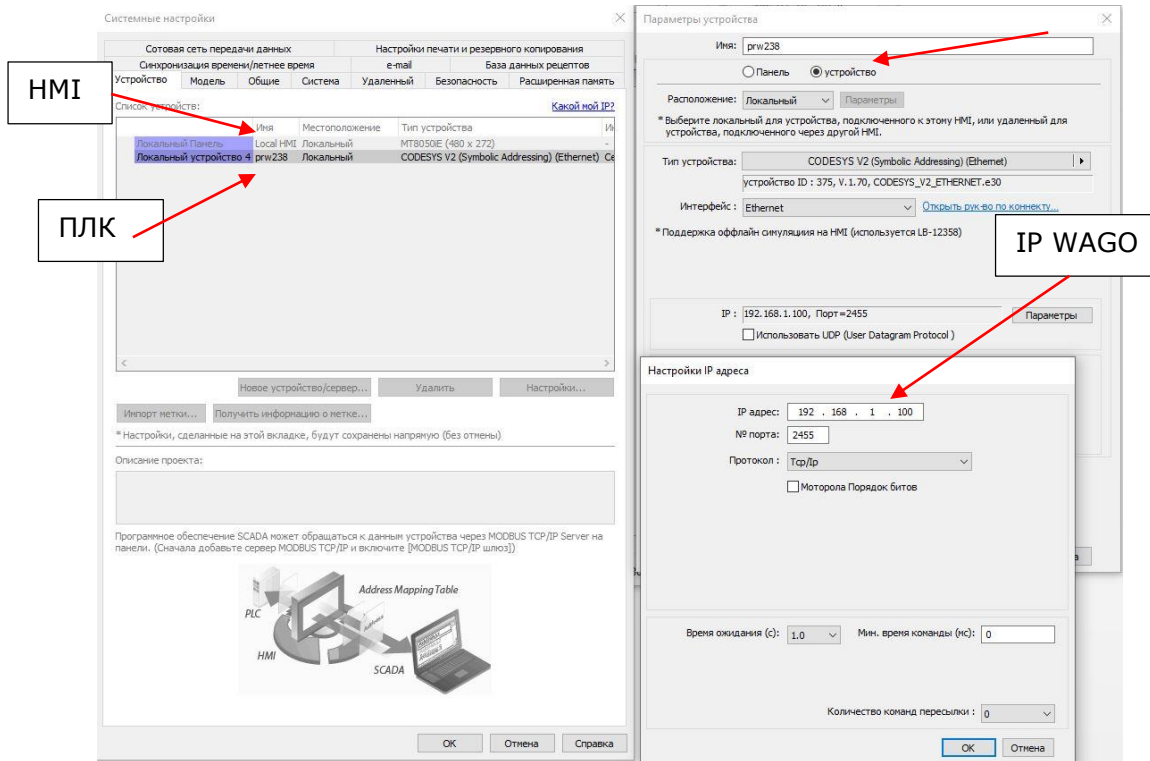 Системные настройки
Сотовая сеть передачи данных
Настройки печати и резервного копирования
Синхронизация времени/летнее время
e-mail
База данных рецептов
Устройство
Модель
Общие
Система
Удаленный
Безопасность
Расширенная память
HMI
Список устройств:
Какой мой IP?
Имя
Местоположение
Тип устройства
Локальный Панель
Local HMI
Локальный
MT8050iE (480 x 272)
-
Локальный устройство 4
prw238
Локальный
CODESYS V2 (Symbolic Addressing) (Ethernet)
ПЛК
Новое устройство/сервер...
Удалить
Настройки...
Импорт метки...
Получить информацию о метке...
* Настройки, сделанные на этой вкладке, будут сохранены напрямую (без отмены)
Описание проекта:
Программное обеспечение SCADA может обращаться к данным устройства через MODBUS TCP/IP Server на
панели. (Сначала добавьте сервер MODBUS TCP/IP и включите [MODBUS TCP/IP шлюз])
Address Mapping Table
PLC
HMI
SCADA
OK
Отмена
Справка
Параметры устройства
Имя:
prw238
Панель
устройство
Расположение:
Локальный
Параметры
* Выберите локальный для устройства, подключенного к этому HMI, или удаленный для
устройства, подключенного через другой HMI.
Тип устройства:
CODESYS V2 (Symbolic Addressing) (Ethernet)
устройство ID : 375, V.1.70, CODESYS_V2_ETHERNET.e30
Интерфейс :
Ethernet
Открыть рук-во по коннекту...
* Поддержка оффлайн симуляциия на HMI (используется LB-12358)
IP WAGO
IP :
192.168.1.100, Порт=2455
Параметры
Использовать UDP (User Datagram Protocol )
Настройки IP адреса
IP адрес:
192 . 168 . 1 . 100
№ порта:
2455
Протокол :
Tcp/Ip
Моторола Порядок битов
Время ожидания (с):
1.0
Мин. время команды (мс):
0
Количество команд пересылки :
0
OK
Отмена